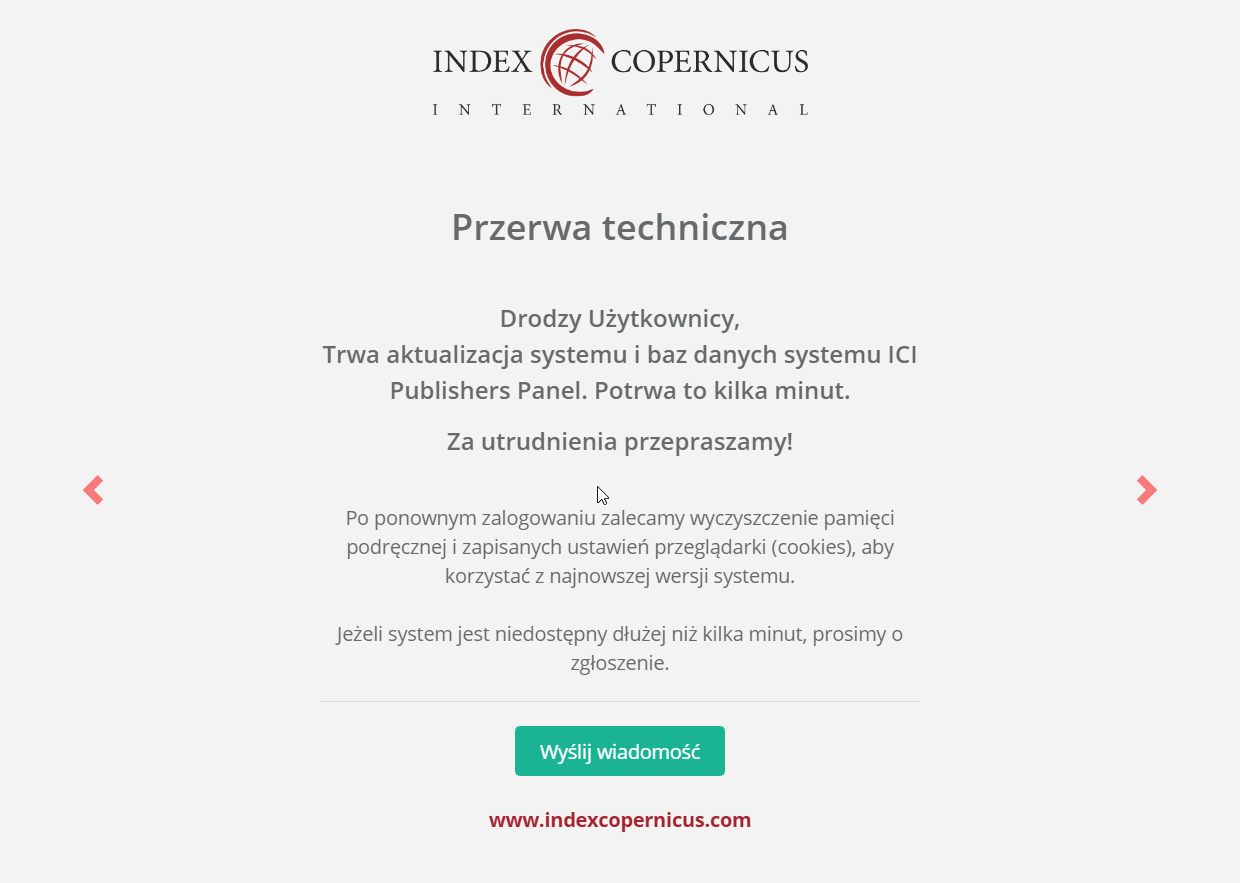 INDEX COPERNICUS
INTERNATIONAL
Przerwa techniczna
Drodzy Użytkownicy,
Trwa aktualizacja systemu i baz danych systemu ICI
Publishers Panel. Potrwa to kilka minut.
Za utrudnienia przepraszamy!
Po ponownym zalogowaniu zalecamy wyczyszczenie pamięci
podręcznej i zapisanych ustawień przeglądarki (cookies), aby
korzystać z najnowszej wersji systemu.
Jeżeli system jest niedostępny dłużej niż kilka minut, prosimy o
zgłoszenie.
Wyślij wiadomość
www.indexcopernicus.com